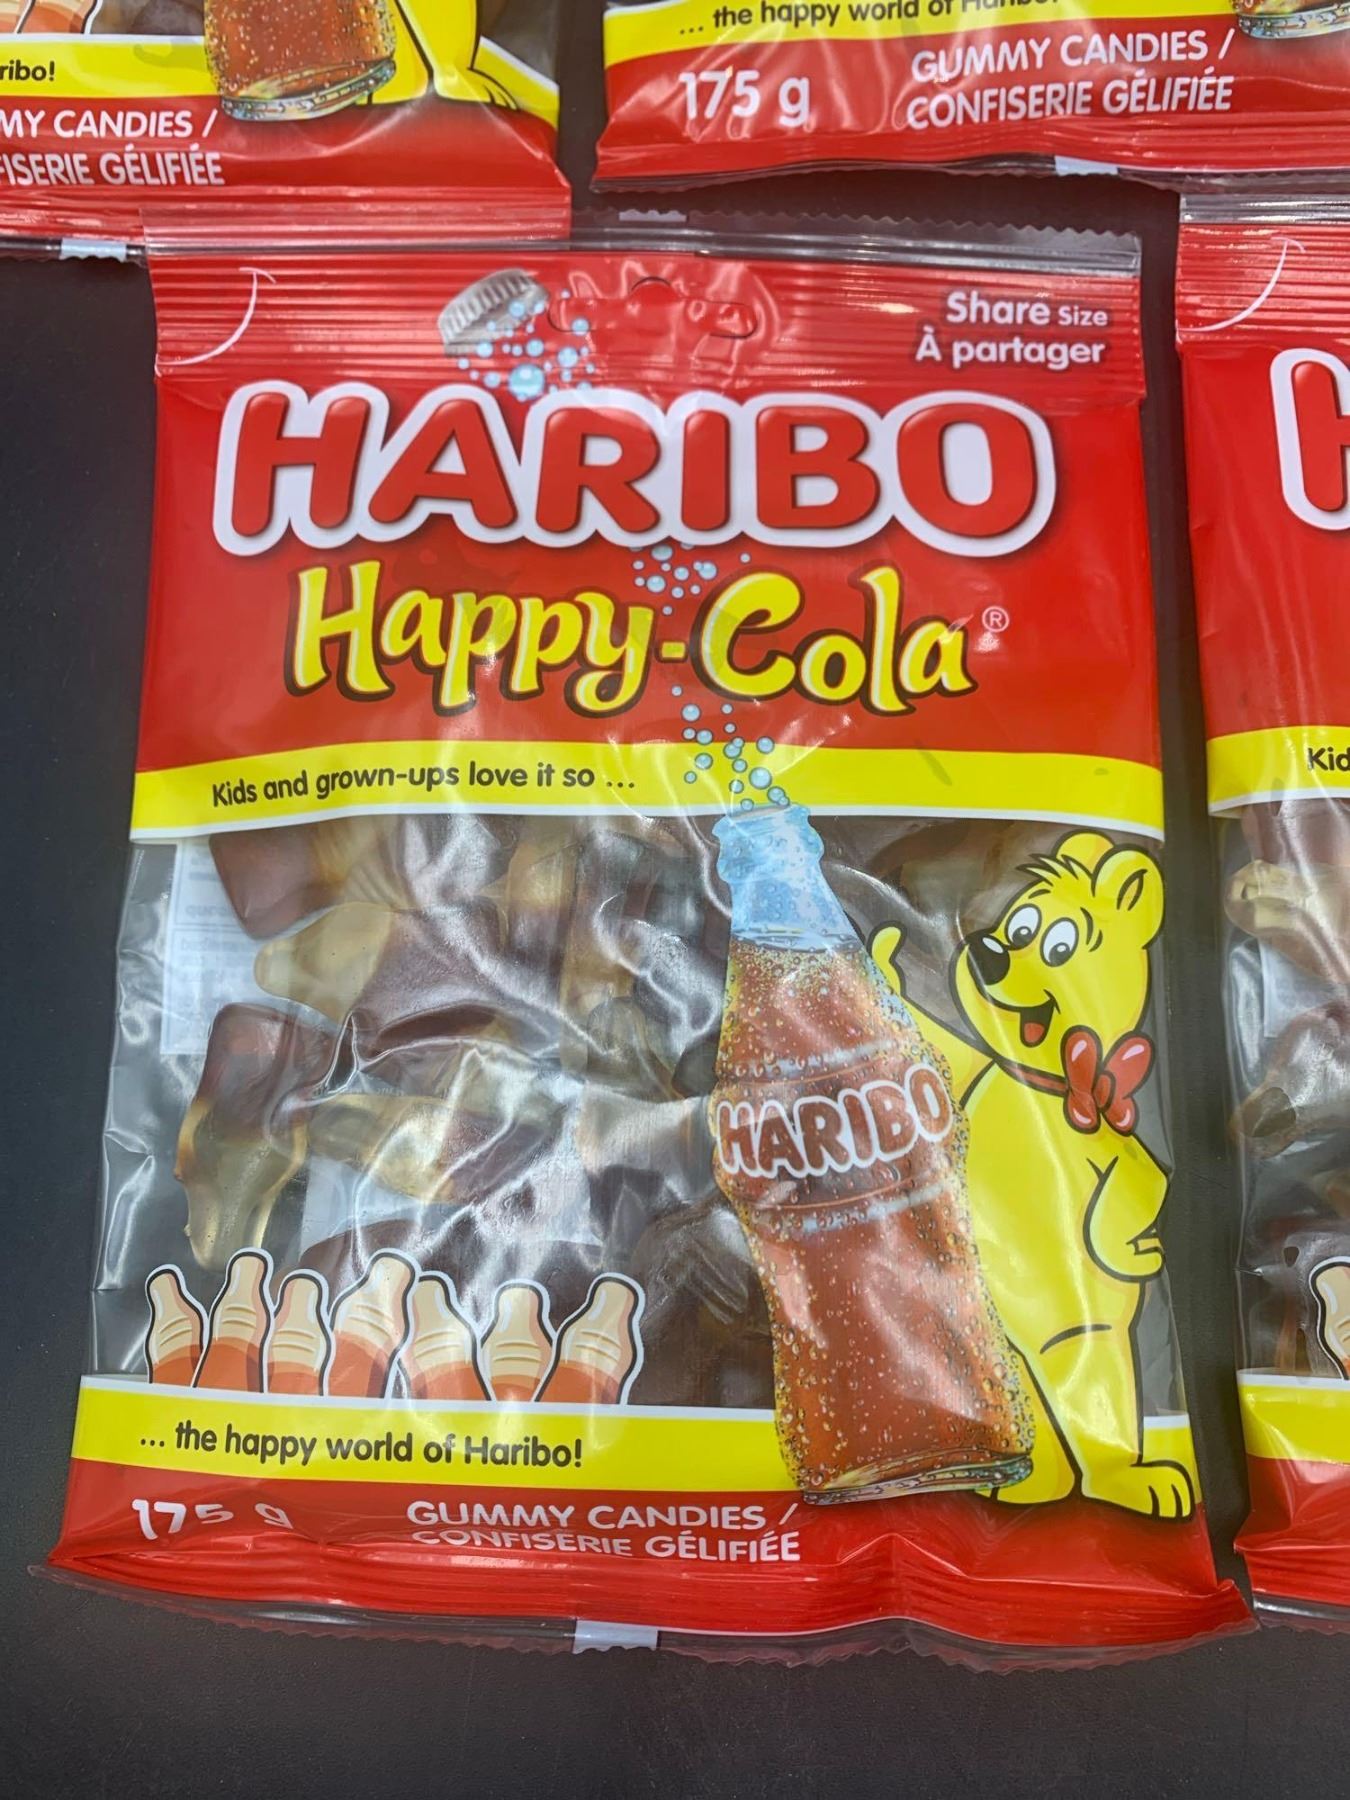 ribo!
MY CANDIES /
FISERIE GÉLIFIÉE
... the happy world of Haribo!
175 g
GUMMY CANDIES /
CONFISERIE GÉLIFIÉE
Share Size
À partager
HARIBO
Happy-Cola®
Kids and grown-ups love it so ...
HARIBO
... the happy world of Haribo!
175 g
GUMMY CANDIES /
CONFISERIE GÉLIFIÉE
H
Kid